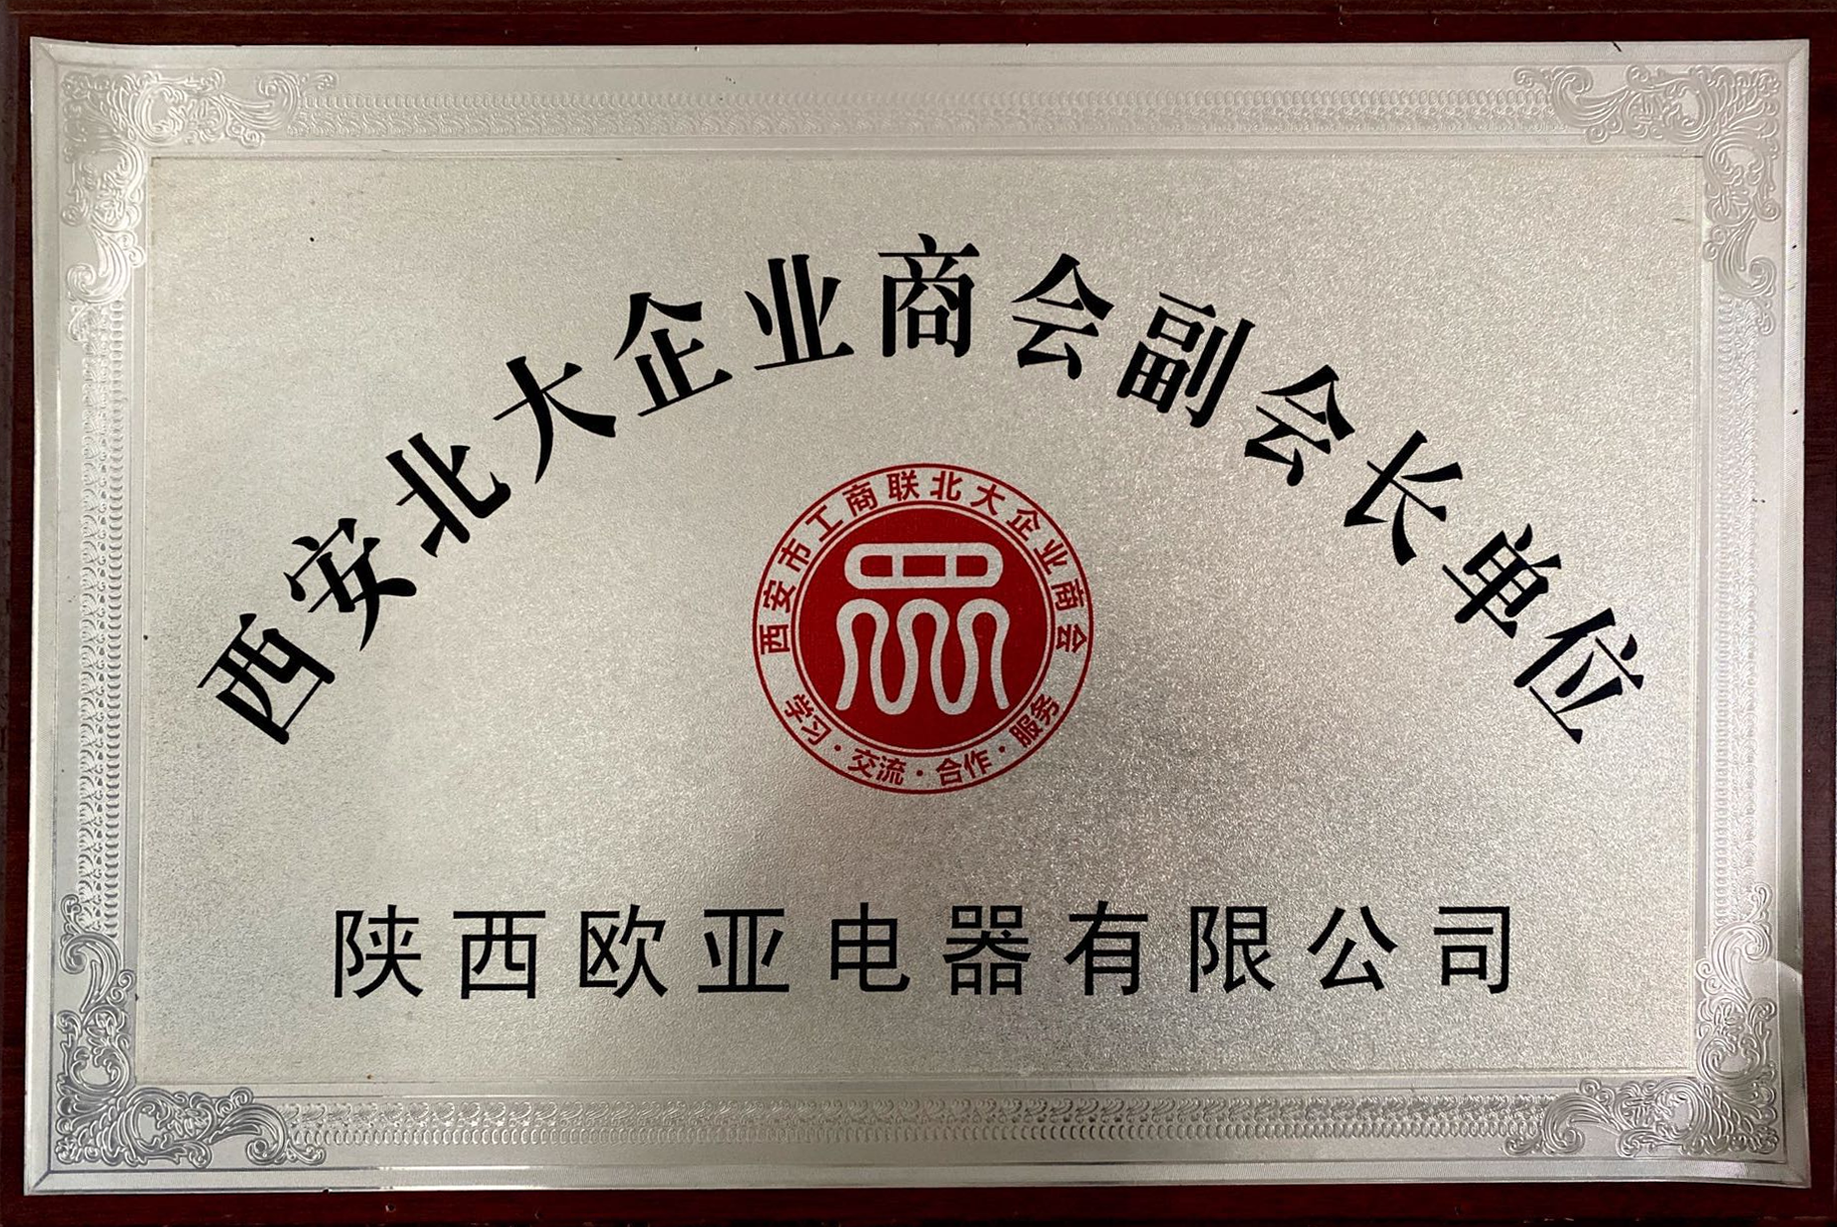 西安北大企业商会副会长单位
西安市工商联北大企业商会
学习·交流·合作·服务
陕西欧亚电器有限公司